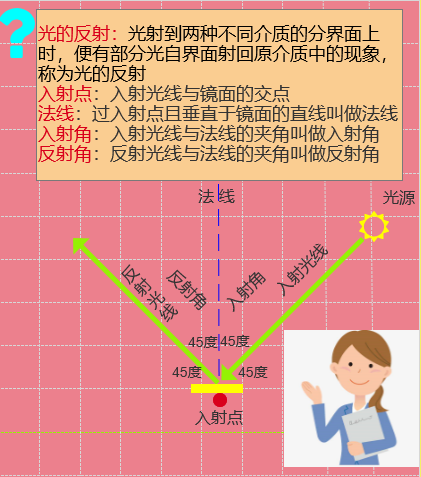 ?
光的反射：光射到两种不同介质的分界面上
时，便有部分光自界面射回原介质中的现象，
称为光的反射
入射点：入射光线与镜面的交点
法线：过入射点且垂直于镜面的直线叫做法线
入射角：入射光线与法线的夹角叫做入射角
反射角：反射光线与法线的夹角叫做反射角
法 线
光源
反射光线
反射角
入射角
入射光线
45度
45度
45度
45度
入射点